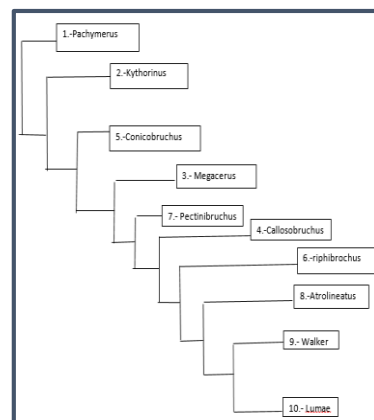 1.-Pachymerus
2.-Kythorinus
5.-Conicobruchus
3.- Megacerus
7.- Pectinibruchus
4.-Callosobruchus
6.-riphibrochus
8.-Atrolineatus
9.- Walker
10.- Lumae